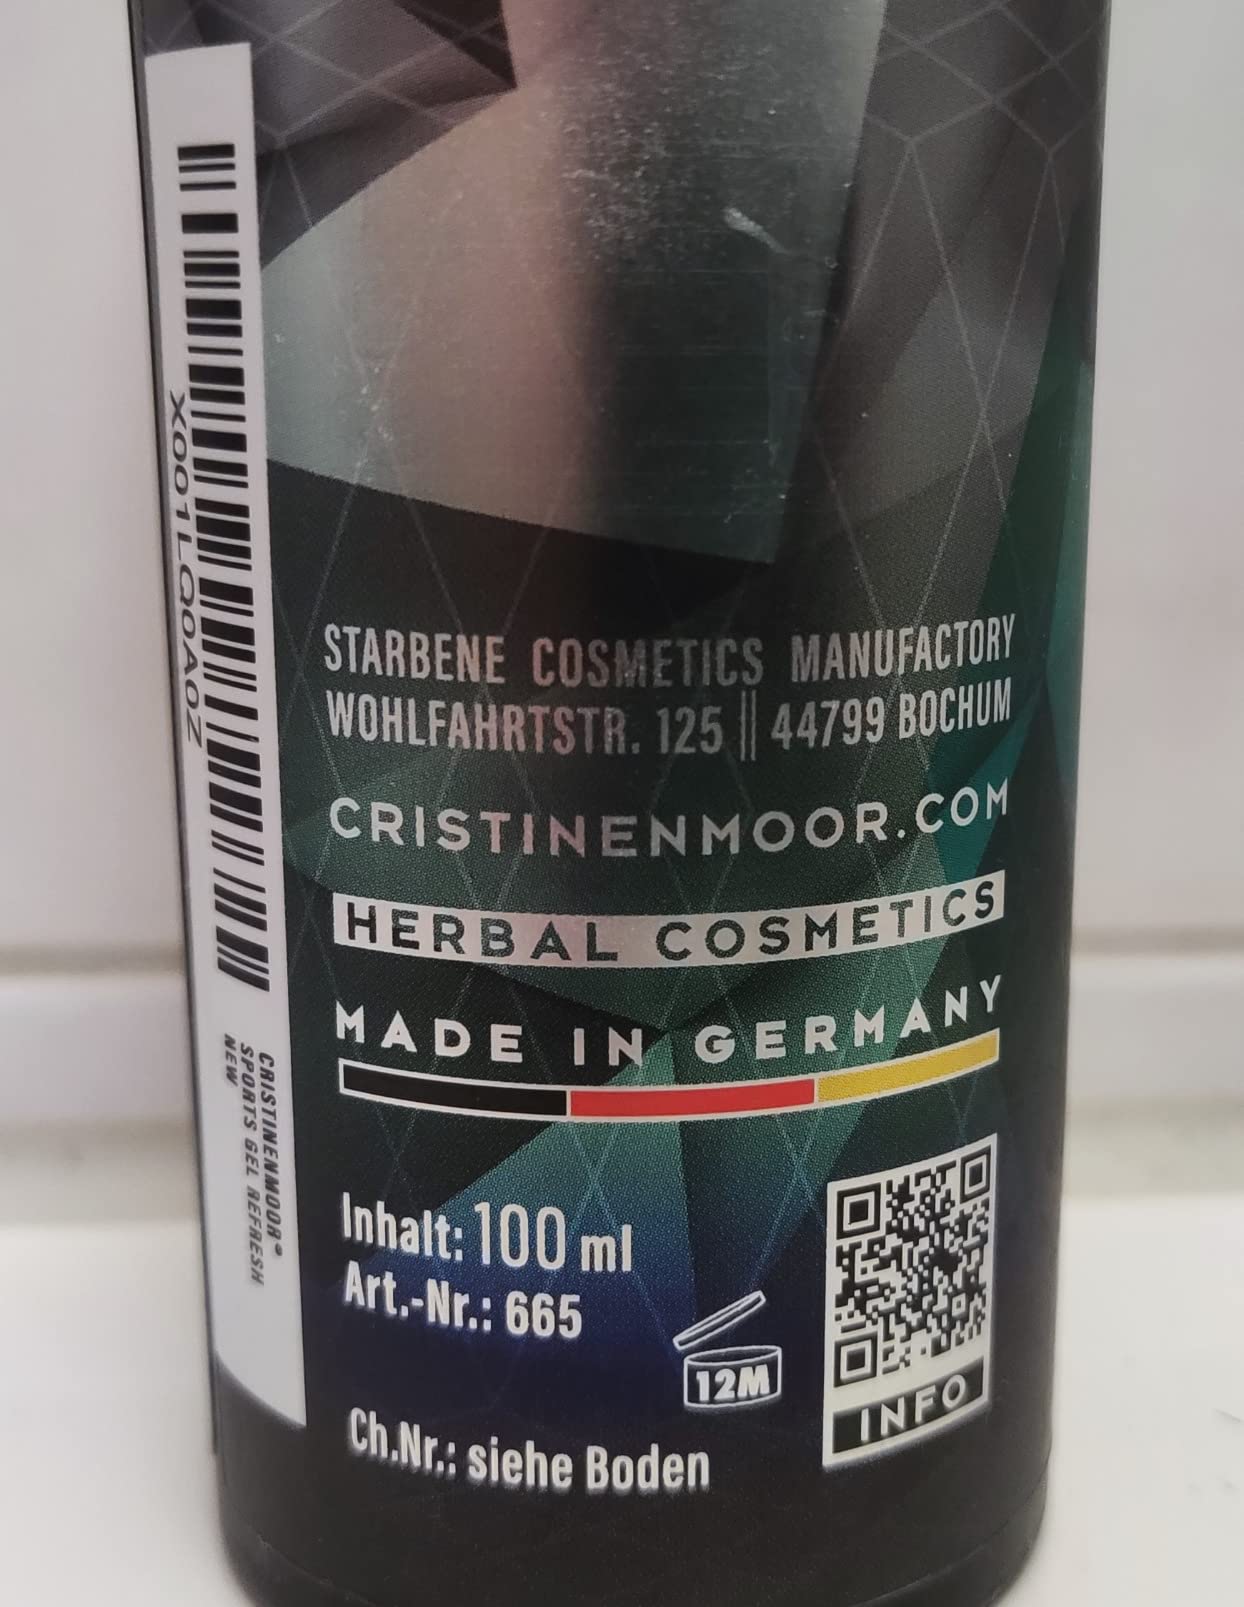 X001LQ0A0Z
CRISTINENMOOR®
SPORTS GEL REFRESH
NEW
STARBENE COSMETICS MANUFACTORY
WOHLFAHRTSTR. 125 || 44799 BOCHUM
CRISTINENMOOR.COM
HERBAL COSMETICS
MADE IN GERMANY
Inhalt: 100 ml
Art.-Nr.: 665
12M
INFO
Ch.Nr.: siehe Boden